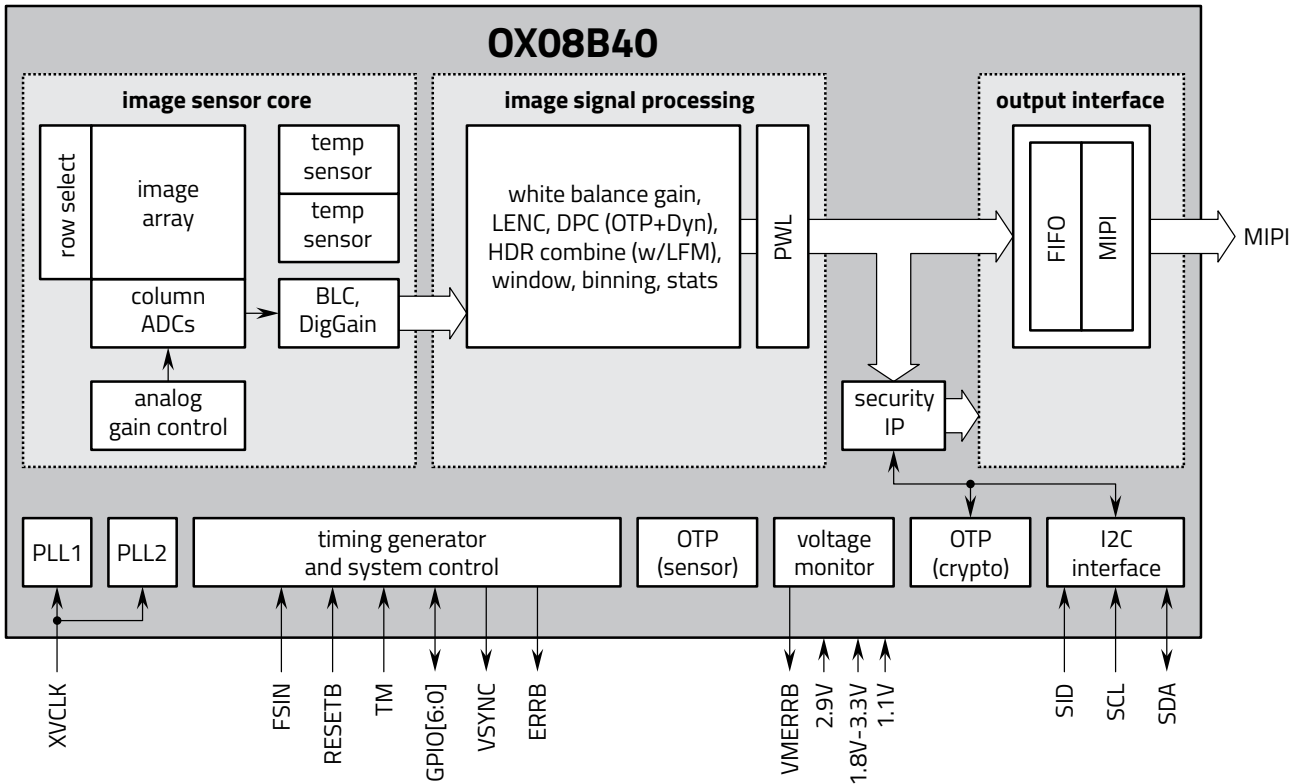 OX08B40
image sensor core
row select
image
array
temp
sensor
temp
sensor
column
ADCs
BLC,
DigGain
analog
gain control
image signal processing
white balance gain,
LENC, DPC (OTP+Dyn),
HDR combine (w/LFM),
window, binning, stats
PWL
output interface
FIFO
MIPI
MIPI
security
IP
PLL1
PLL2
timing generator
and system control
OTP
(sensor)
voltage
monitor
OTP
(crypto)
I2C
interface
XVCLK
FSIN
RESETB
TM
GPIO[6:0]
VSYNC
ERRB
VMERRB
2.9V
1.8V-3.3V
1.1V
SID
SCL
SDA